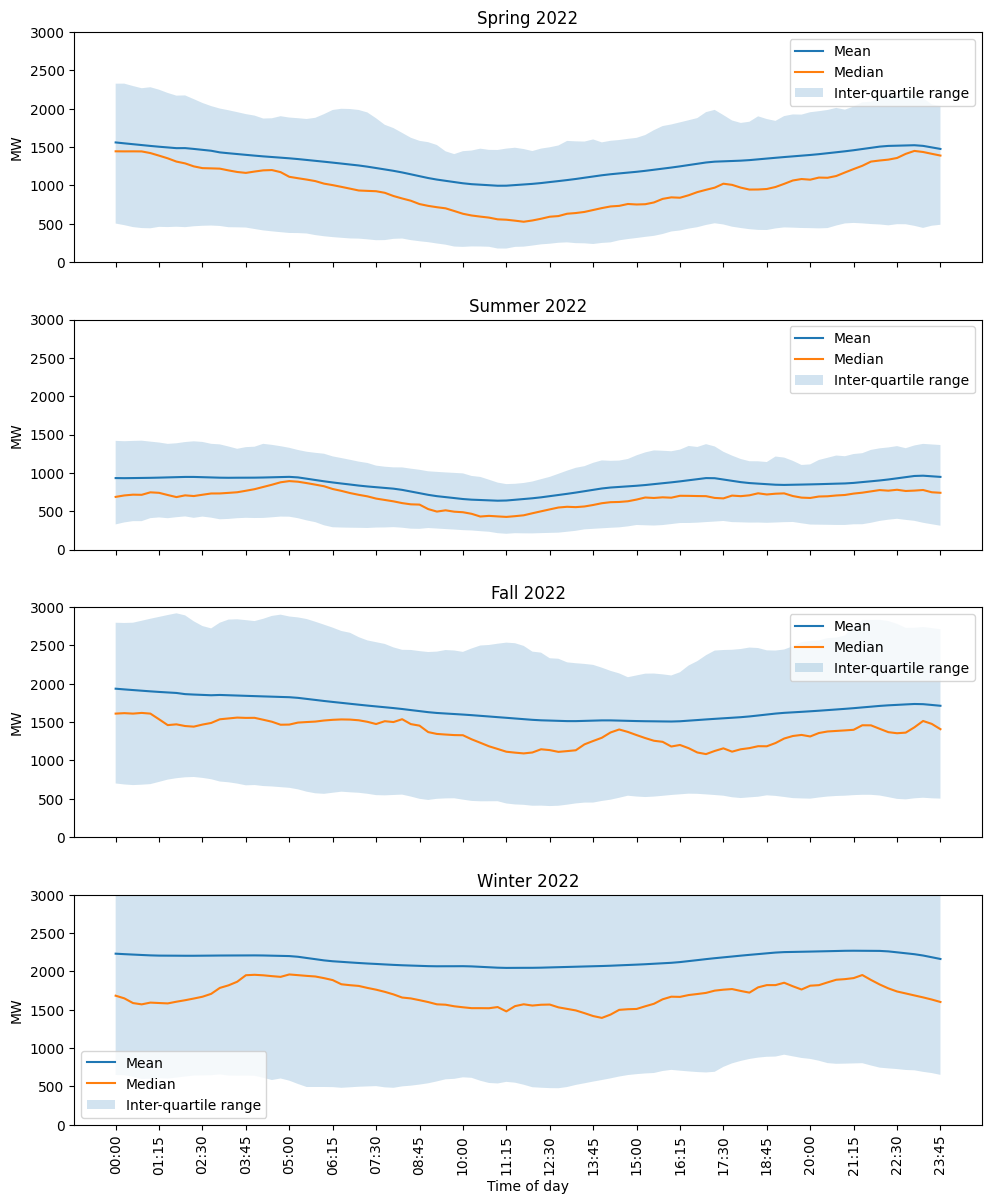 Spring 2022
3000
2500
2000
1500
1000
500
0
MW
Mean
Median
Inter-quartile range
Summer 2022
3000
2500
2000
1500
1000
500
0
MW
Mean
Median
Inter-quartile range
Fall 2022
3000
2500
2000
1500
1000
500
0
MW
Mean
Median
Inter-quartile range
Winter 2022
3000
2500
2000
1500
1000
500
0
MW
Mean
Median
Inter-quartile range
00:00 01:15 02:30 03:45 05:00 06:15 07:30 08:45 10:00 11:15 12:30 13:45 15:00 16:15 17:30 18:45 20:00 21:15 22:30 23:45
Time of day